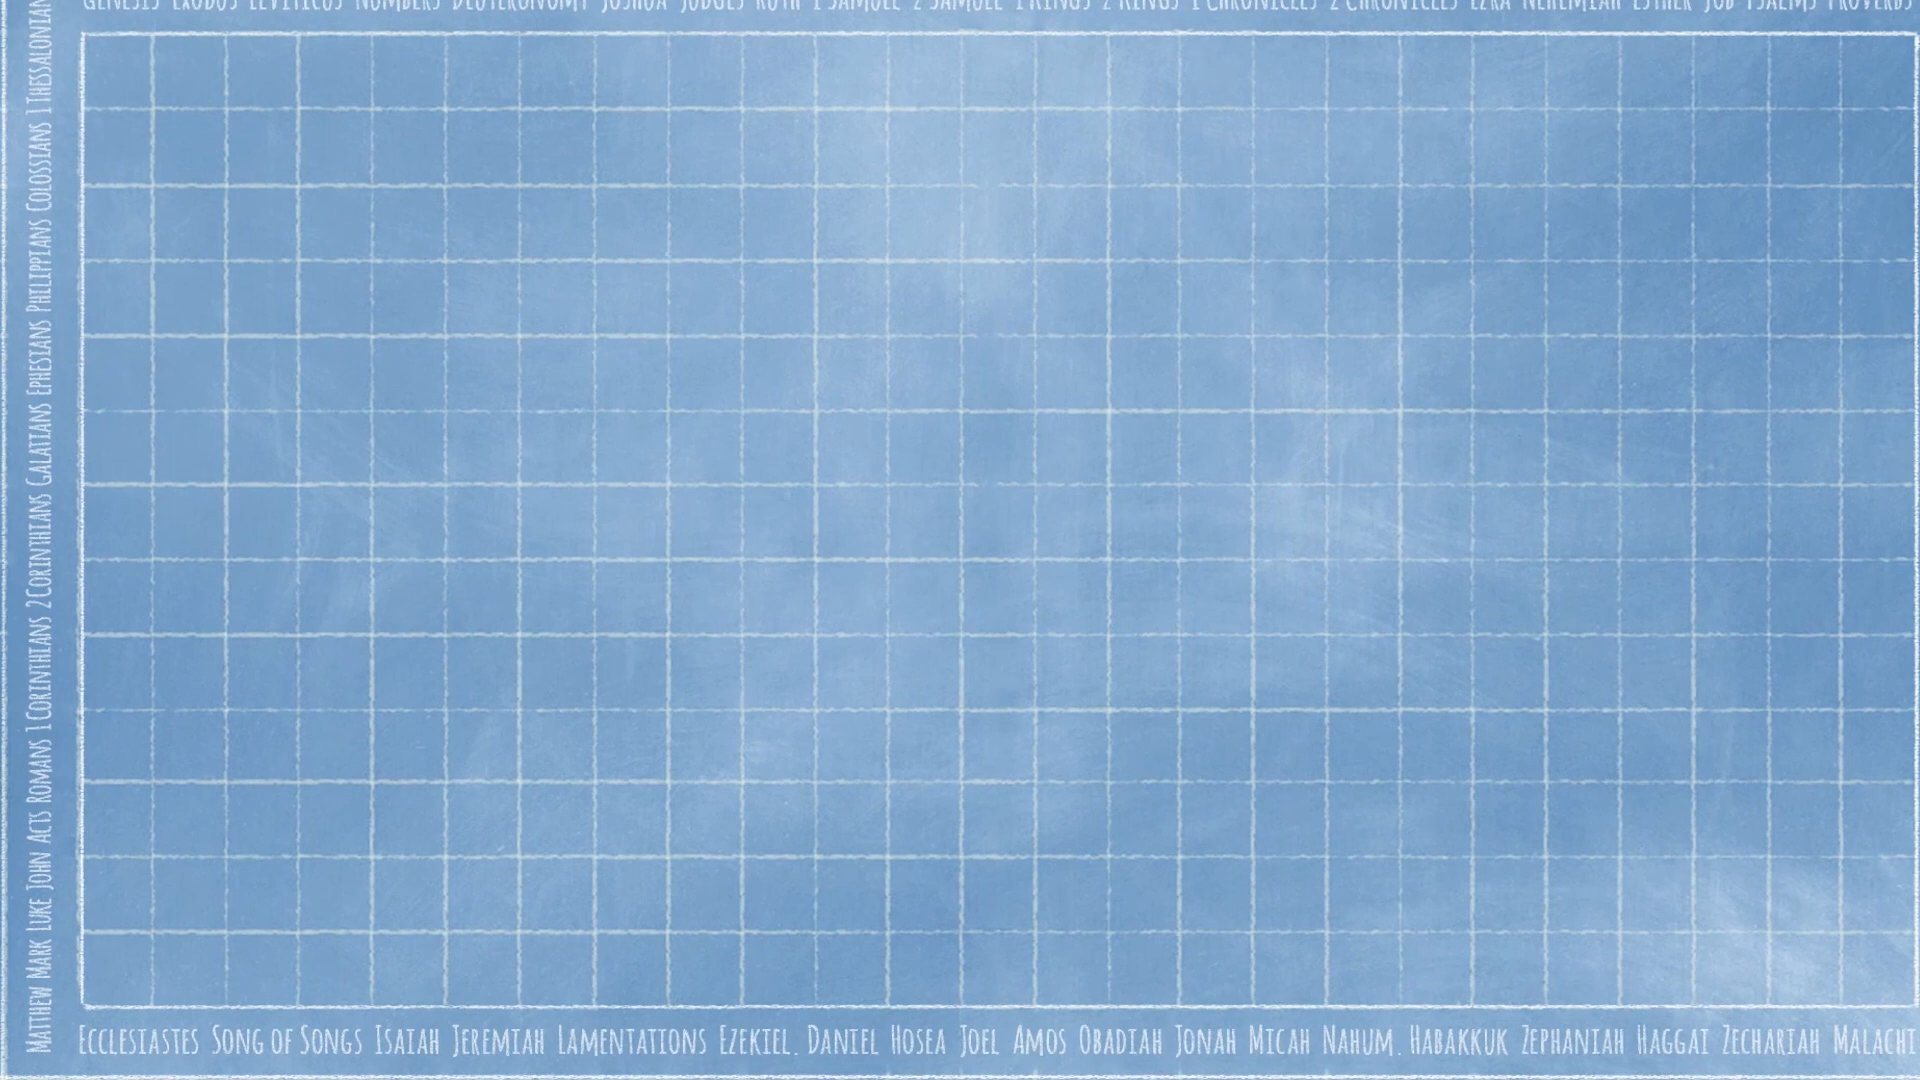 Genesis Exodus Leviticus Numbers Deuteronomy Joshua Judges Ruth 1 Samuel 2 Samuel 1 Kings 2 Kings 1 Chronicles 2 Chronicles Ezra Nehemiah Esther Job Psalms Proverbs
Matthew Mark Luke John Acts Romans 1 Corinthians 2 Corinthians Galatians Ephesians Philippians Colossians 1 Thessalonian
Ecclesiastes Song of Songs Isaiah Jeremiah Lamentations Ezekiel. Daniel Hosea Joel Amos Obadiah Jonah Micah Nahum. Habakkuk Zephaniah Haggai Zechariah Malachi